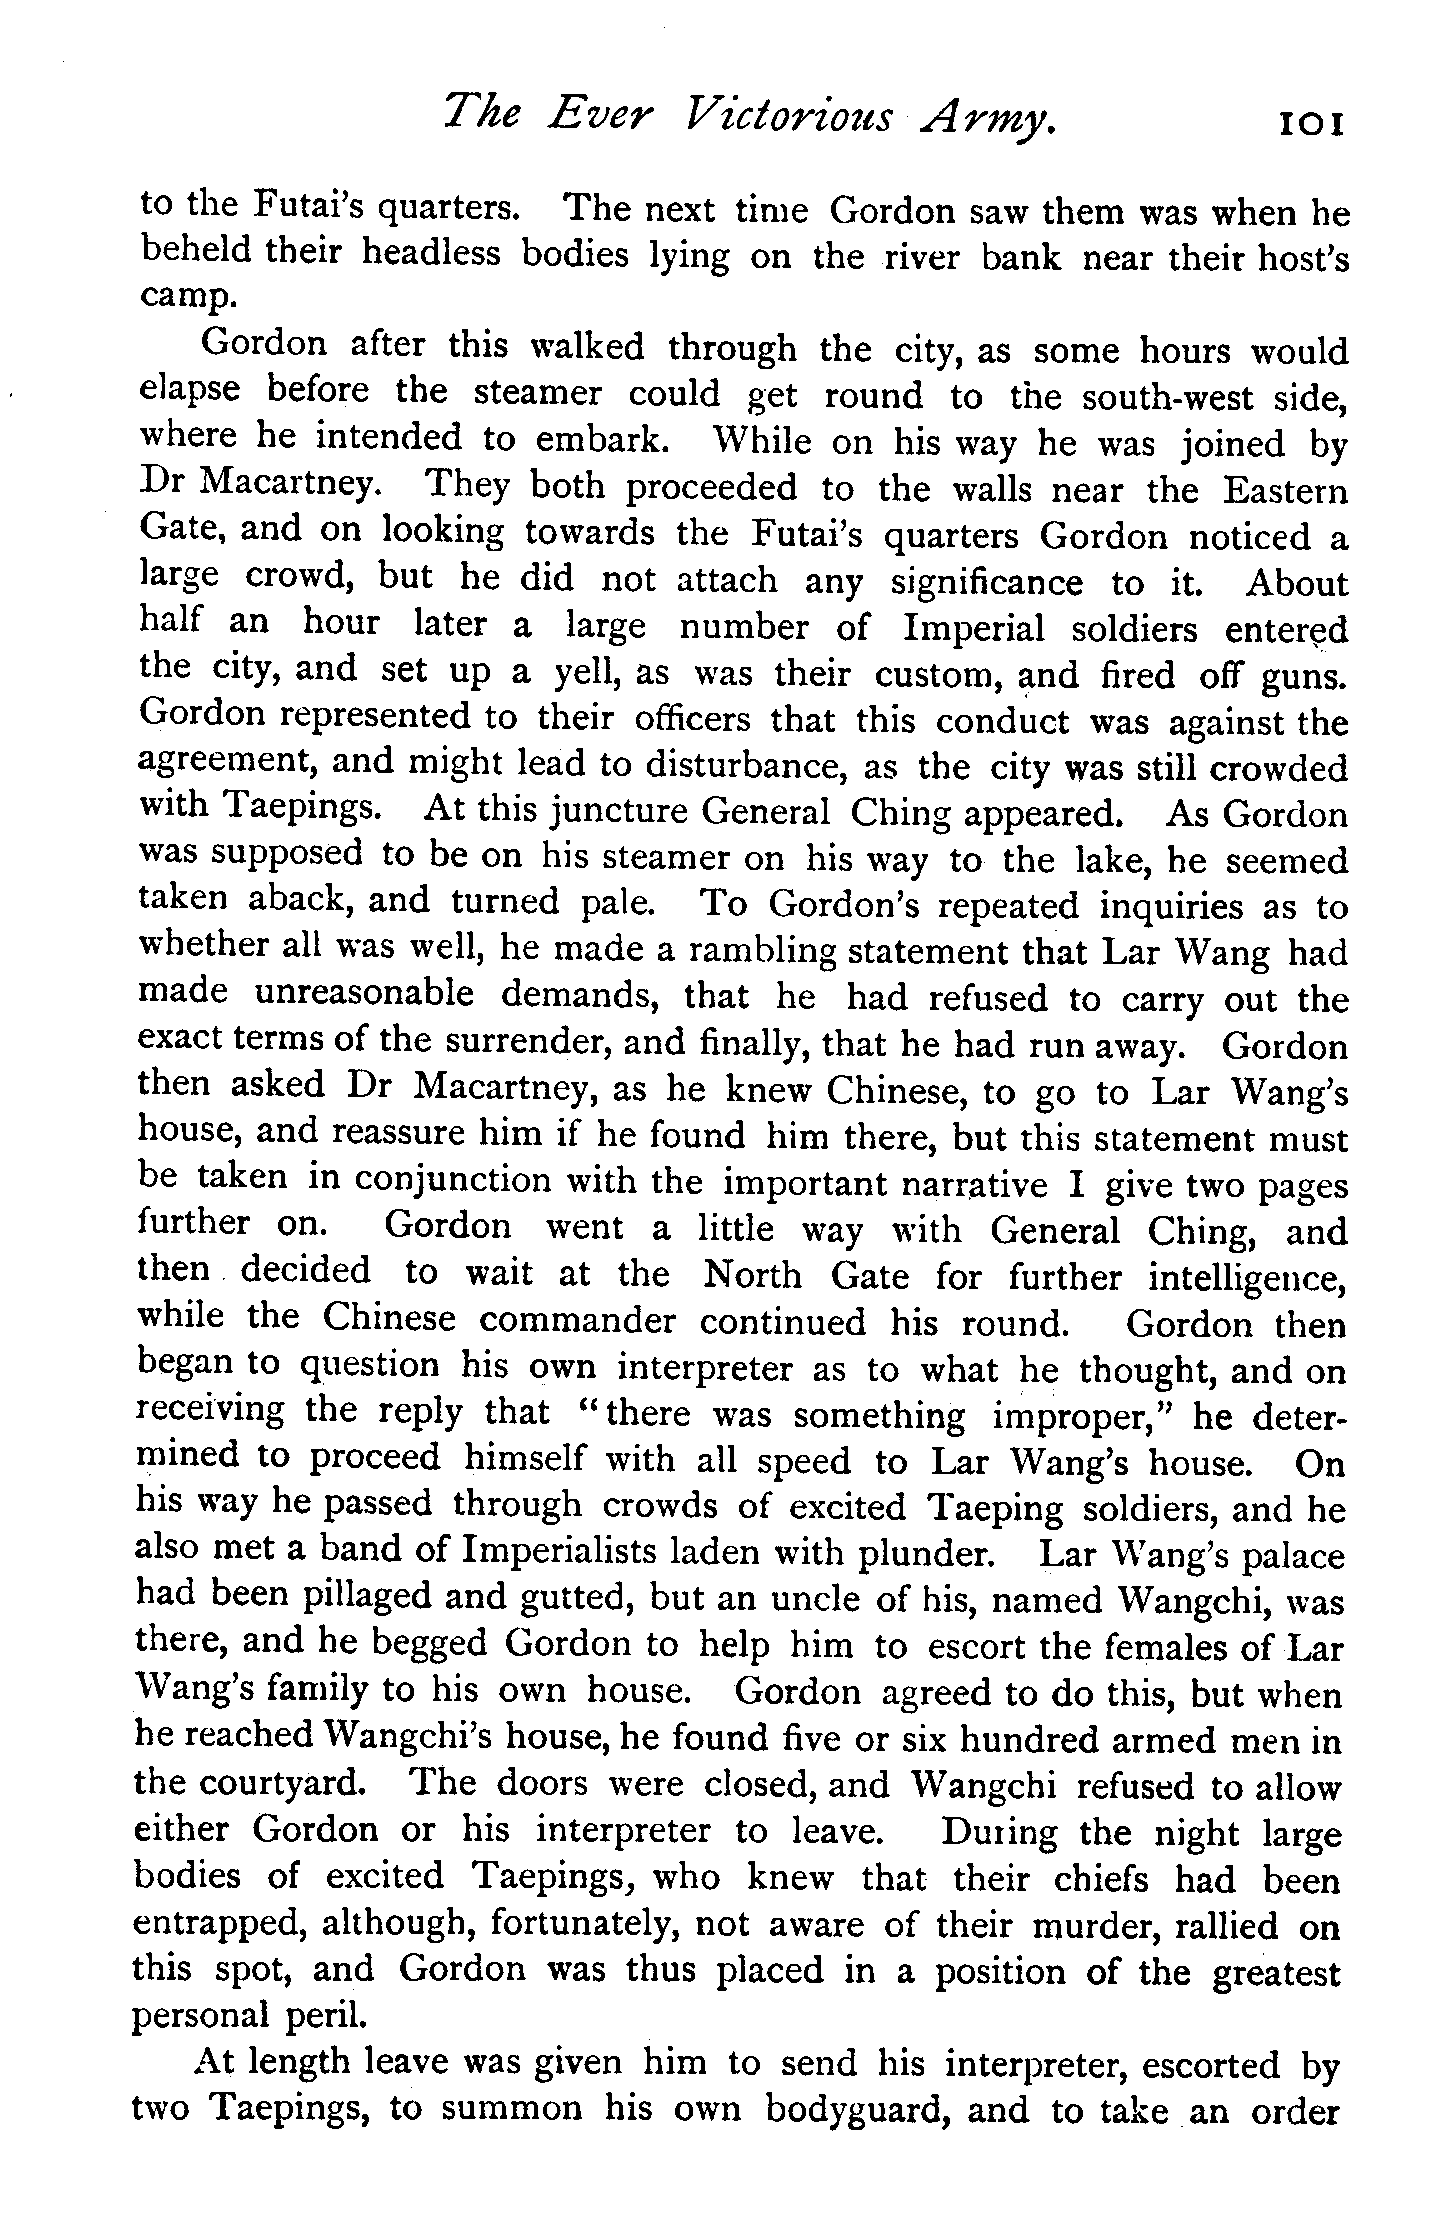 The Ever Victorious Army. 101
to the Futai's quarters. The next time Gordon saw them was when he
beheld their headless bodies lying on the river bank near their host's
camp.
Gordon after this walked through the city, as some hours would
elapse before the steamer could get round to the south-west side,
where he intended to embark. While on his way he was joined by
Dr Macartney. They both proceeded to the walls near the Eastern
Gate, and on looking towards the Futai's quarters Gordon noticed a
large crowd, but he did not attach any significance to it. About
half an hour later a large number of Imperial soldiers entered
the city, and set up a yell, as was their custom, and fired off guns.
Gordon represented to their officers that this conduct was against the
agreement, and might lead to disturbance, as the city was still crowded
with Taepings. At this juncture General Ching appeared. As Gordon
was supposed to be on his steamer on his way to the lake, he seemed
taken aback, and turned pale. To Gordon's repeated inquiries as to
whether all was well, he made a rambling statement that Lar Wang had
made unreasonable demands, that he had refused to carry out the
exact terms of the surrender, and finally, that he had run away. Gordon
then asked Dr Macartney, as he knew Chinese, to go to Lar Wang's
house, and reassure him if he found him there, but this statement must
be taken in conjunction with the important narrative I give two pages
further on. Gordon went a little way with General Ching, and
then decided to wait at the North Gate for further intelligence,
while the Chinese commander continued his round. Gordon then
began to question his own interpreter as to what he thought, and on
receiving the reply that "there was something improper," he deter-
mined to proceed himself with all speed to Lar Wang's house. On
his way he passed through crowds of excited Taeping soldiers, and he
also met a band of Imperialists laden with plunder. Lar Wang's palace
had been pillaged and gutted, but an uncle of his, named Wangchi, was
there, and he begged Gordon to help him to escort the females of Lar
Wang's family to his own house. Gordon agreed to do this, but when
he reached Wangchi's house, he found five or six hundred armed men in
the courtyard. The doors were closed, and Wangchi refused to allow
either Gordon or his interpreter to leave. During the night large
bodies of excited Taepings, who knew that their chiefs had been
entrapped, although, fortunately, not aware of their murder, rallied on
this spot, and Gordon was thus placed in a position of the greatest
personal peril.
At length leave was given him to send his interpreter, escorted by
two Taepings, to summon his own bodyguard, and to take an order